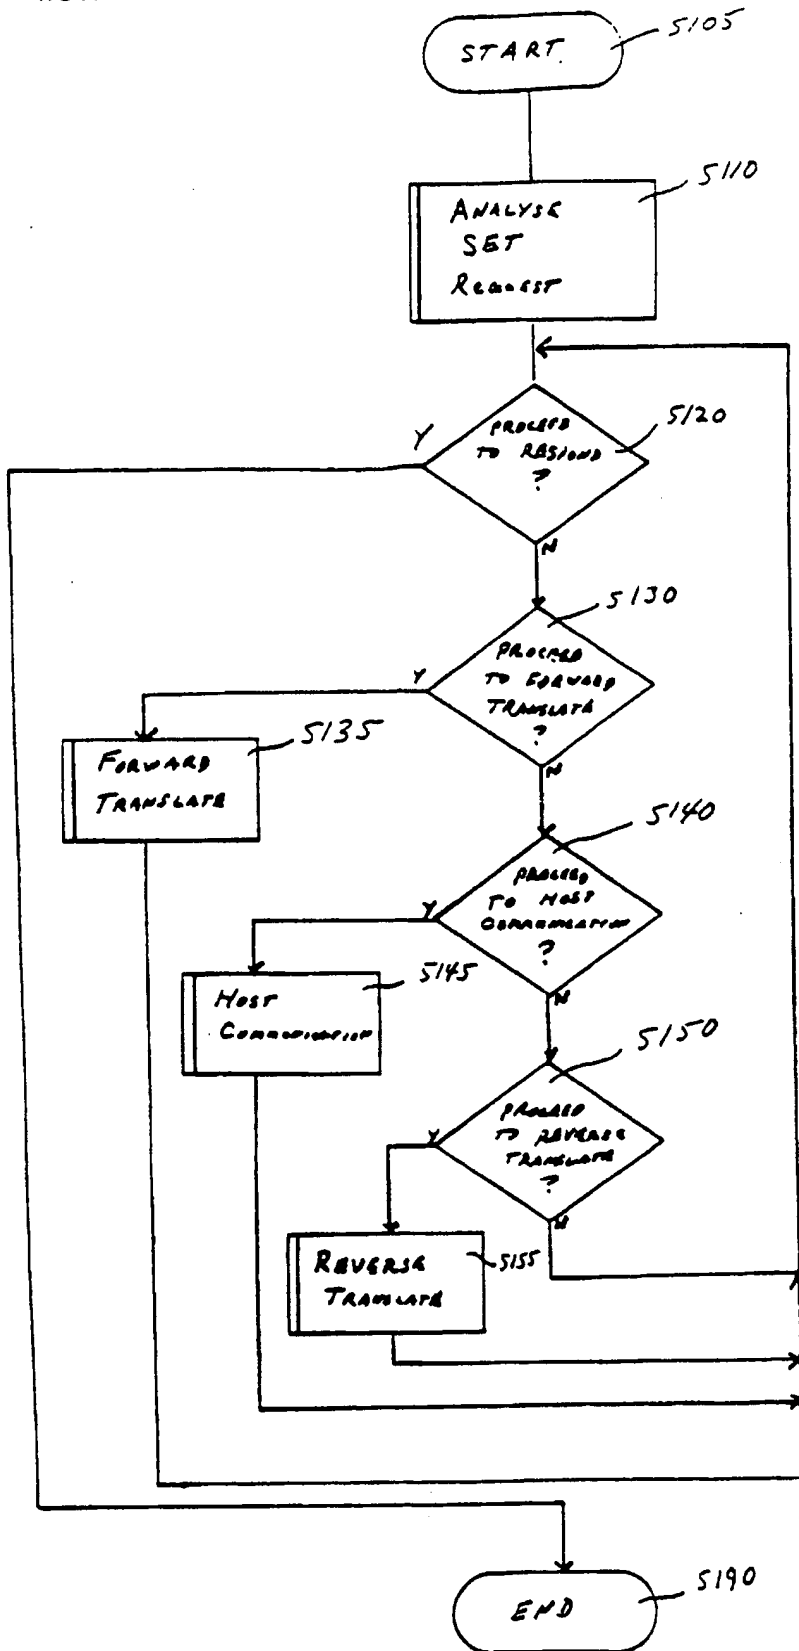 START.
5105
5110
ANALYSE
SET
REQUEST
5120
PROCEED
TO RESPOND
?
Y
N
5130
PROCEED
TO FORWARD
TRANSLATE
?
Y
N
5135
FORWARD
TRANSLATE
5140
PROCEED
TO HOST
COMMUNICATION
?
Y
N
5145
HOST
COMMUNICATION
5150
PROCEED
TO REVERSE
TRANSLATE
?
Y
N
REVERSE
TRANSLATE
5155
END
5190